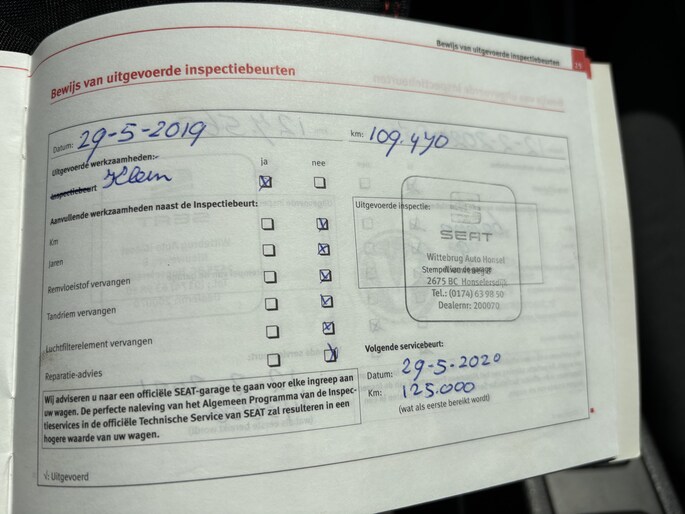 Bewijs van uitgevoerde inspectiebeurten 75
Bewijs van uitgevoerde inspectiebeurten
Datum: 29-5-2019
km: 109.470
Uitgevoerde werkzaamheden:
ja nee
inspectiebeurt Klein
Aanvullende werkzaamheden naast de Inspectiebeurt:
Km
Jaren
Remvloeistof vervangen
Tandriem vervangen
Luchtfilterelement vervangen
Reparatie-advies
Uitgevoerde inspectie:
SEAT
Wittebrug Auto Honsel
Stempel van de garage
2675 BC Honselersdijk
Tel.: (0174) 63 98 50
Dealernr: 200070
Volgende servicebeurt:
Datum: 29-5-2020
Km: 125.000
(wat als eerste bereikt wordt)
Wij adviseren u naar een officiële SEAT-garage te gaan voor elke ingreep aan
uw wagen. De perfecte naleving van het Algemeen Programma van de Inspec-
tieservices in de officiële Technische Service van SEAT zal resulteren in een
hogere waarde van uw wagen.
√: Uitgevoerd